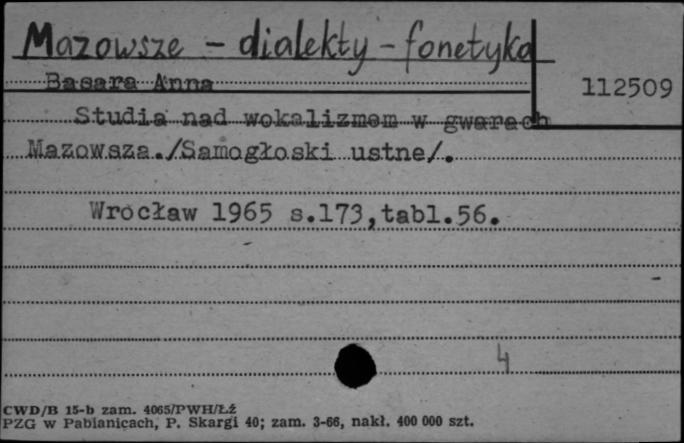 Mazowsze - dialekty - fonetyka
Basara Anna
112509
Studia nad wokalizmem w gwarach
Mazowsza./Samogłoski ustne/.
Wrocław 1965 s.173,tabl.56.
4
CWD/B 15-b zam. 4065/PWH/ŁŻ
PZG w Pabianicach, P. Skargi 40; zam. 3-66, nakł. 400 000 szt.